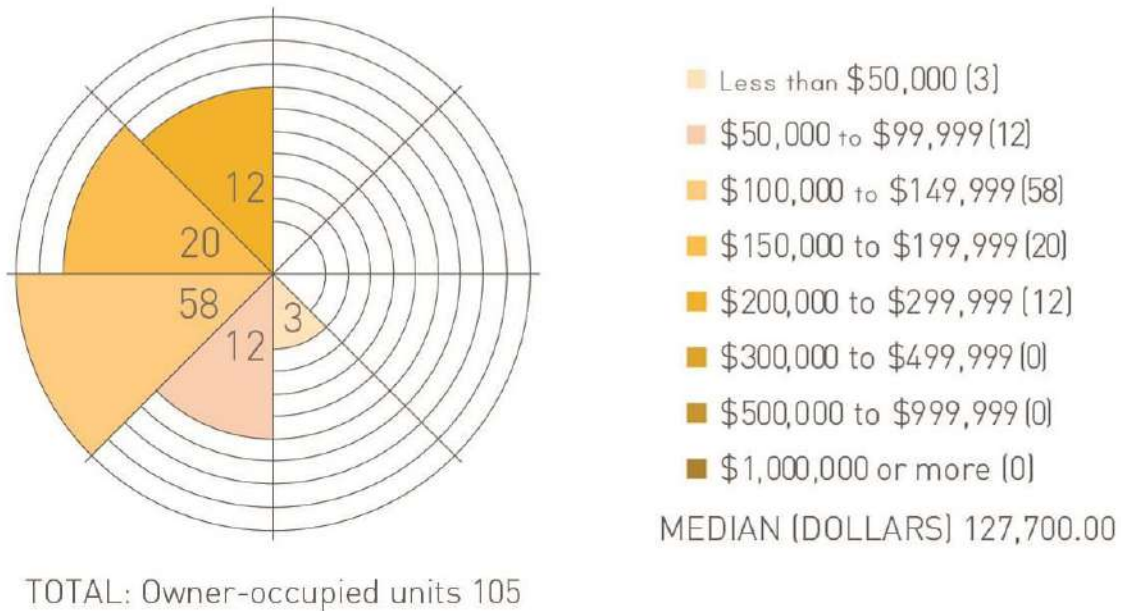 12
20
58
12
3
Less than $50,000 (3)
$50,000 to $99,999 (12)
$100,000 to $149,999 (58)
$150,000 to $199,999 (20)
$200,000 to $299,999 (12)
$300,000 to $499,999 (0)
$500,000 to $999,999 (0)
$1,000,000 or more (0)
MEDIAN (DOLLARS) 127,700.00
TOTAL: Owner-occupied units 105